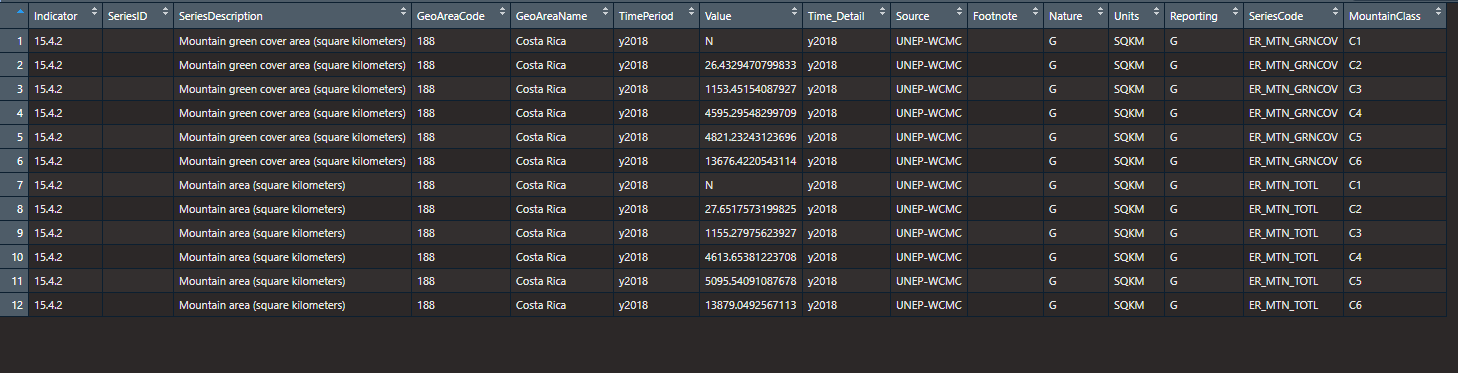 Indicator SeriesID SeriesDescription GeoAreaCode GeoAreaName TimePeriod Value Time_Detail Source Footnote Nature Units Reporting SeriesCode MountainClass
1 15.4.2 Mountain green cover area (square kilometers) 188 Costa Rica y2018 N y2018 UNEP-WCMC G SQKM G ER_MTN_GRNCOV C1
2 15.4.2 Mountain green cover area (square kilometers) 188 Costa Rica y2018 26.4329470799833 y2018 UNEP-WCMC G SQKM G ER_MTN_GRNCOV C2
3 15.4.2 Mountain green cover area (square kilometers) 188 Costa Rica y2018 1153.45154087927 y2018 UNEP-WCMC G SQKM G ER_MTN_GRNCOV C3
4 15.4.2 Mountain green cover area (square kilometers) 188 Costa Rica y2018 4595.29548299709 y2018 UNEP-WCMC G SQKM G ER_MTN_GRNCOV C4
5 15.4.2 Mountain green cover area (square kilometers) 188 Costa Rica y2018 4821.23243123696 y2018 UNEP-WCMC G SQKM G ER_MTN_GRNCOV C5
6 15.4.2 Mountain green cover area (square kilometers) 188 Costa Rica y2018 13676.4220543114 y2018 UNEP-WCMC G SQKM G ER_MTN_GRNCOV C6
7 15.4.2 Mountain area (square kilometers) 188 Costa Rica y2018 N y2018 UNEP-WCMC G SQKM G ER_MTN_TOTL C1
8 15.4.2 Mountain area (square kilometers) 188 Costa Rica y2018 27.6517573199825 y2018 UNEP-WCMC G SQKM G ER_MTN_TOTL C2
9 15.4.2 Mountain area (square kilometers) 188 Costa Rica y2018 1155.27975623927 y2018 UNEP-WCMC G SQKM G ER_MTN_TOTL C3
10 15.4.2 Mountain area (square kilometers) 188 Costa Rica y2018 4613.65381223708 y2018 UNEP-WCMC G SQKM G ER_MTN_TOTL C4
11 15.4.2 Mountain area (square kilometers) 188 Costa Rica y2018 5095.54091087678 y2018 UNEP-WCMC G SQKM G ER_MTN_TOTL C5
12 15.4.2 Mountain area (square kilometers) 188 Costa Rica y2018 13879.0492567113 y2018 UNEP-WCMC G SQKM G ER_MTN_TOTL C6